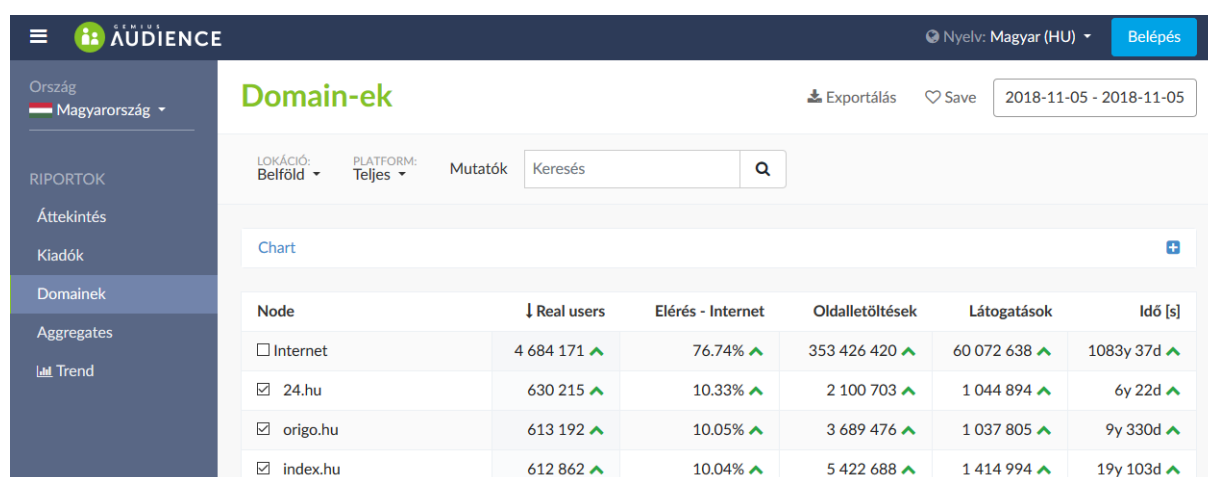 GEMIUS
AUDIENCE
Nyelv: Magyar (HU)
Belépés
Ország
Magyarország
RIPORTOK
Áttekintés
Kiadók
Domainek
Aggregates
Trend
Domain-ek
Exportálás
Save
2018-11-05 - 2018-11-05
LOKÁCIÓ:
Belföld
PLATFORM:
Teljes
Mutatók
Keresés
Chart
Node Real users Elérés - Internet Oldalletöltések Látogatások Idő [s]
Internet 4 684 171 76.74% 353 426 420 60 072 638 1083y 37d
24.hu 630 215 10.33% 2 100 703 1 044 894 6y 22d
origo.hu 613 192 10.05% 3 689 476 1 037 805 9y 330d
index.hu 612 862 10.04% 5 422 688 1 414 994 19y 103d